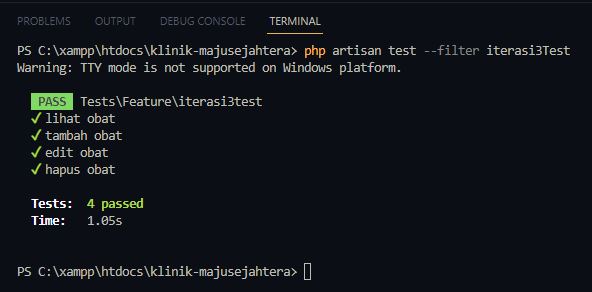 PROBLEMS OUTPUT DEBUG CONSOLE TERMINAL
PS C:\xampp\htdocs\klinik-majusejahtera> php artisan test --filter iterasi3Test
Warning: TTY mode is not supported on Windows platform.
PASS Tests\Feature\iterasi3test
✓ lihat obat
✓ tambah obat
✓ edit obat
✓ hapus obat
Tests: 4 passed
Time: 1.05s
PS C:\xampp\htdocs\klinik-majusejahtera>